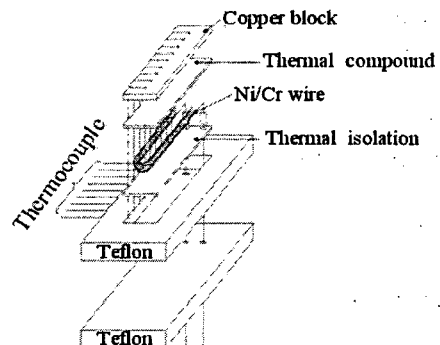 Copper block
Thermal compound
Ni/Cr wire
Thermal isolation
Thermocouple
Teflon
Teflon